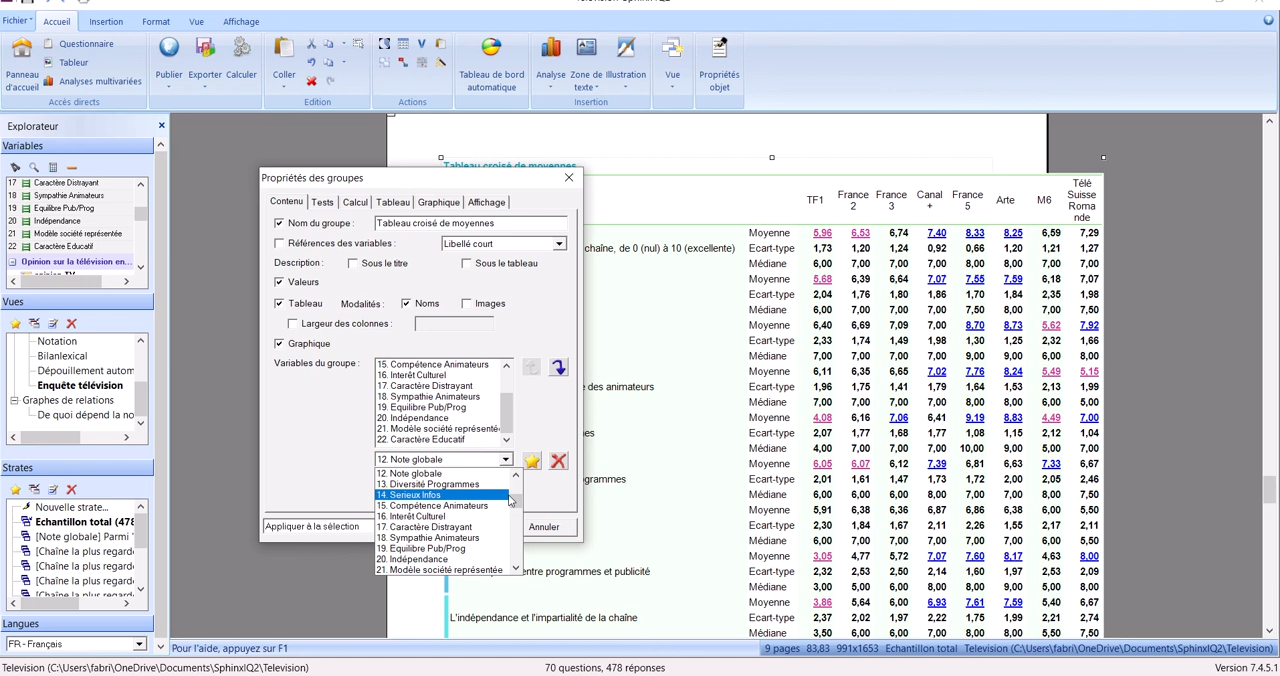 Télévision-SphinxIQ2
Fichier Accueil Insertion Format Vue Affichage
Panneau d'accueil
Questionnaire
Tableur
Analyses multivariées
Accès directs
Publier Exporter Calculer
Coller
Edition
Actions
Tableau de bord automatique
Analyse Zone de texte Illustration
Insertion
Vue
Propriétés objet
Explorateur
Variables
17 Caractère Distrayant
18 Sympathie Animateurs
19 Equilibre Pub/Prog
20 Indépendance
21 Modèle société représentée
22 Caractère Educatif
Opinion sur la télévision en...
Vues
Notation
Bilanlexical
Dépouillement autom
Enquête télévision
Graphes de relations
De quoi dépend la no
Strates
Nouvelle strate...
Echantillon total (478
[Note globale] Parmi "
[Chaîne la plus regard
[Chaîne la plus regard
[Chaîne la plus regard
[Chaîne la plus regard
Langues
FR - Français
Propriétés des groupes
Contenu Tests Calcul Tableau Graphique Affichage
Nom du groupe : Tableau croisé de moyennes
Références des variables : Libellé court
Description : Sous le titre Sous le tableau
Valeurs
Tableau Modalités : Noms Images
Largeur des colonnes :
Graphique
Variables du groupe :
15. Compétence Animateurs
16. Interêt Culturel
17. Caractère Distrayant
18. Sympathie Animateurs
19. Equilibre Pub/Prog
20. Indépendance
21. Modèle société représentée
22. Caractère Educatif
12. Note globale
12. Note globale
13. Diversité Programmes
14. Serieux Infos
15. Compétence Animateurs
16. Interêt Culturel
17. Caractère Distrayant
18. Sympathie Animateurs
19. Equilibre Pub/Prog
20. Indépendance
21. Modèle société représentée
Appliquer à la sélection
Annuler
Tableau croisé de moyennes
TF1 France 2 France 3 Canal + France 5 Arte M6 Télé Suisse Romande
Moyenne 5,96 6,53 6,74 7,40 8,33 8,25 6,59 7,29
chaîne, de 0 (nul) à 10 (excellente) Ecart-type 1,73 1,20 1,24 0,92 0,66 1,20 1,21 1,27
Médiane 6,00 7,00 7,00 7,00 8,00 8,00 7,00 7,00
Moyenne 5,68 6,39 6,64 7,07 7,55 7,59 6,18 7,07
Ecart-type 2,04 1,76 1,80 1,86 1,70 1,84 2,35 1,98
Médiane 6,00 7,00 7,00 7,00 7,50 8,00 7,00 7,00
Moyenne 6,40 6,69 7,09 7,00 8,70 8,73 5,62 7,92
Ecart-type 2,33 1,74 1,49 1,98 1,30 1,25 2,32 1,66
Médiane 7,00 7,00 7,00 7,00 9,00 9,00 6,00 8,00
Moyenne 6,11 6,35 6,65 7,02 7,76 8,24 5,49 5,15
de des animateurs Ecart-type 1,96 1,75 1,41 1,79 1,64 1,53 2,13 1,99
Médiane 7,00 7,00 7,00 7,00 8,00 8,00 6,00 5,00
Moyenne 4,08 6,16 7,06 6,41 9,19 8,83 4,49 7,00
es Ecart-type 2,07 1,77 1,68 1,77 1,08 1,15 2,12 1,04
Médiane 4,00 7,00 7,00 7,00 10,00 9,00 5,00 7,00
Moyenne 6,05 6,07 6,12 7,39 6,81 6,63 7,33 6,67
grammes Ecart-type 2,01 1,61 1,47 1,73 1,72 2,00 2,05 2,46
Médiane 6,00 6,00 6,00 8,00 7,00 6,00 8,00 7,50
Moyenne 5,91 6,38 6,36 6,87 6,86 6,38 6,00 5,50
Ecart-type 2,30 1,84 1,67 2,11 2,26 1,55 2,17 2,11
Médiane 6,00 7,00 7,00 7,00 7,00 6,00 6,00 5,00
Moyenne 3,05 4,77 5,72 7,07 7,60 8,17 4,63 8,00
entre programmes et publicité Ecart-type 2,32 2,53 2,50 2,14 1,60 1,97 2,53 2,09
Médiane 3,00 5,00 6,00 8,00 8,00 9,00 5,00 8,00
Moyenne 3,86 5,64 6,00 6,93 7,61 7,59 5,40 6,67
L'indépendance et l'impartialité de la chaîne Ecart-type 2,37 2,02 1,97 2,22 1,75 1,99 2,21 2,74
Médiane 3,50 6,00 6,00 7,00 8,00 8,00 5,50 7,50
Pour l'aide, appuyez sur F1
9 pages 83,83 991x1653 Echantillon total Television (C:\Users\fabri\OneDrive\Documents\SphinxIQ2\Television)
Television (C:\Users\fabri\OneDrive\Documents\SphinxIQ2\Television) 70 questions, 478 réponses Version 7.4.5.1